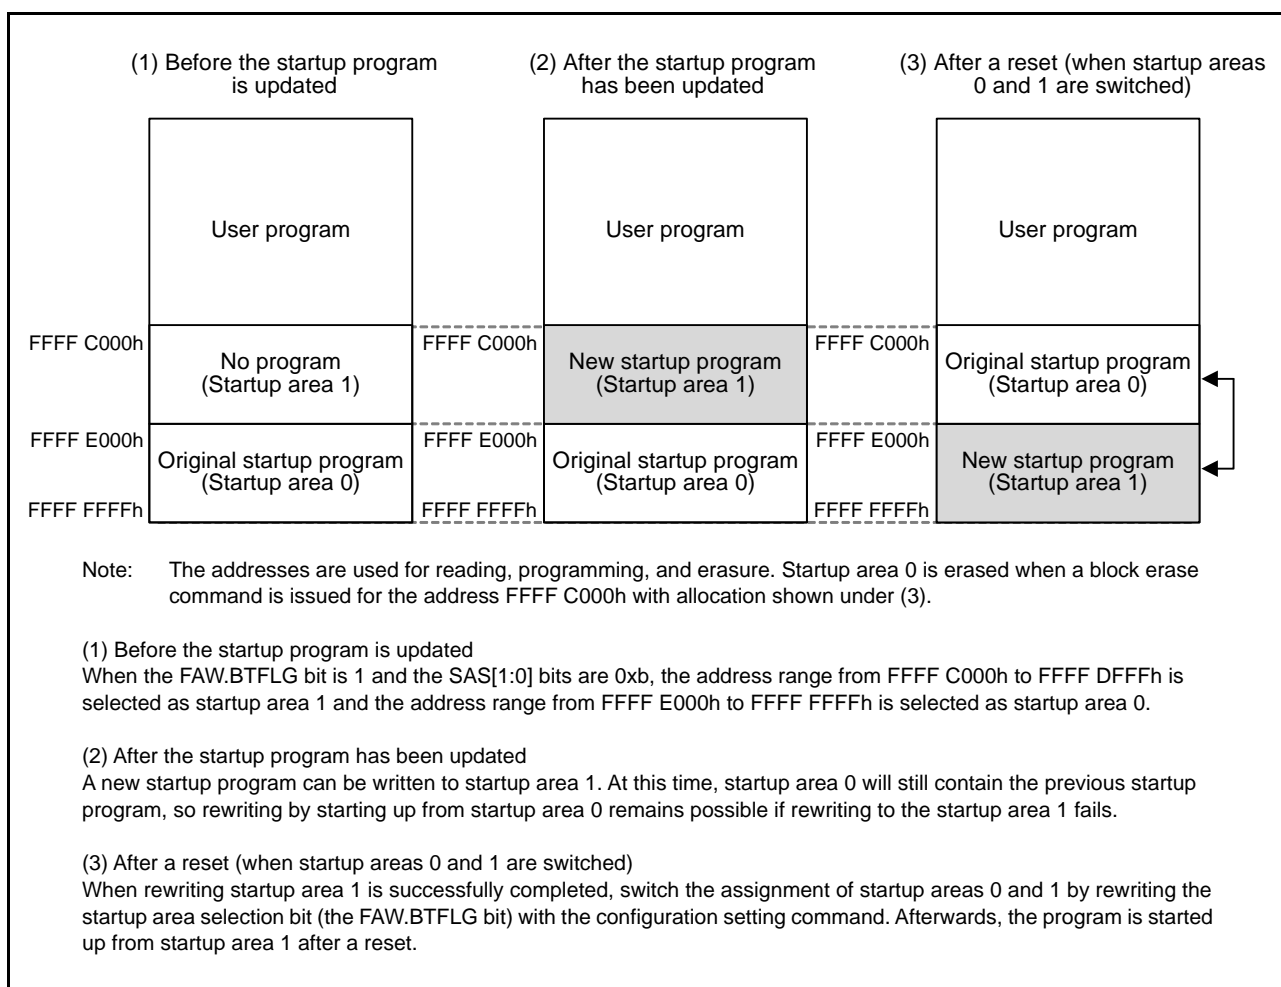 (1) Before the startup program
is updated
(2) After the startup program
has been updated
(3) After a reset (when startup areas
0 and 1 are switched)
User program
User program
User program
FFFF C000h
No program
(Startup area 1)
FFFF C000h
New startup program
(Startup area 1)
FFFF C000h
Original startup program
(Startup area 0)
FFFF E000h
Original startup program
(Startup area 0)
FFFF E000h
Original startup program
(Startup area 0)
FFFF E000h
New startup program
(Startup area 1)
FFFF FFFFh
FFFF FFFFh
FFFF FFFFh
Note: The addresses are used for reading, programming, and erasure. Startup area 0 is erased when a block erase
command is issued for the address FFFF C000h with allocation shown under (3).
(1) Before the startup program is updated
When the FAW.BTFLG bit is 1 and the SAS[1:0] bits are 0xb, the address range from FFFF C000h to FFFF DFFFh is
selected as startup area 1 and the address range from FFFF E000h to FFFF FFFFh is selected as startup area 0.
(2) After the startup program has been updated
A new startup program can be written to startup area 1. At this time, startup area 0 will still contain the previous startup
program, so rewriting by starting up from startup area 0 remains possible if rewriting to the startup area 1 fails.
(3) After a reset (when startup areas 0 and 1 are switched)
When rewriting startup area 1 is successfully completed, switch the assignment of startup areas 0 and 1 by rewriting the
startup area selection bit (the FAW.BTFLG bit) with the configuration setting command. Afterwards, the program is started
up from startup area 1 after a reset.